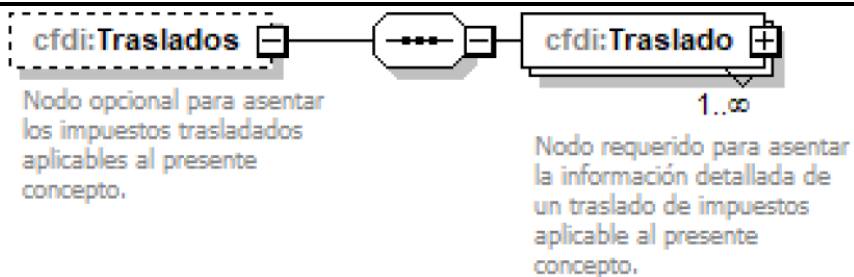 cfdi:Traslados
cfdi:Traslado
Nodo opcional para asentar
los impuestos trasladados
aplicables al presente
concepto.
1..∞
Nodo requerido para asentar
la información detallada de
un traslado de impuestos
aplicable al presente
concepto.